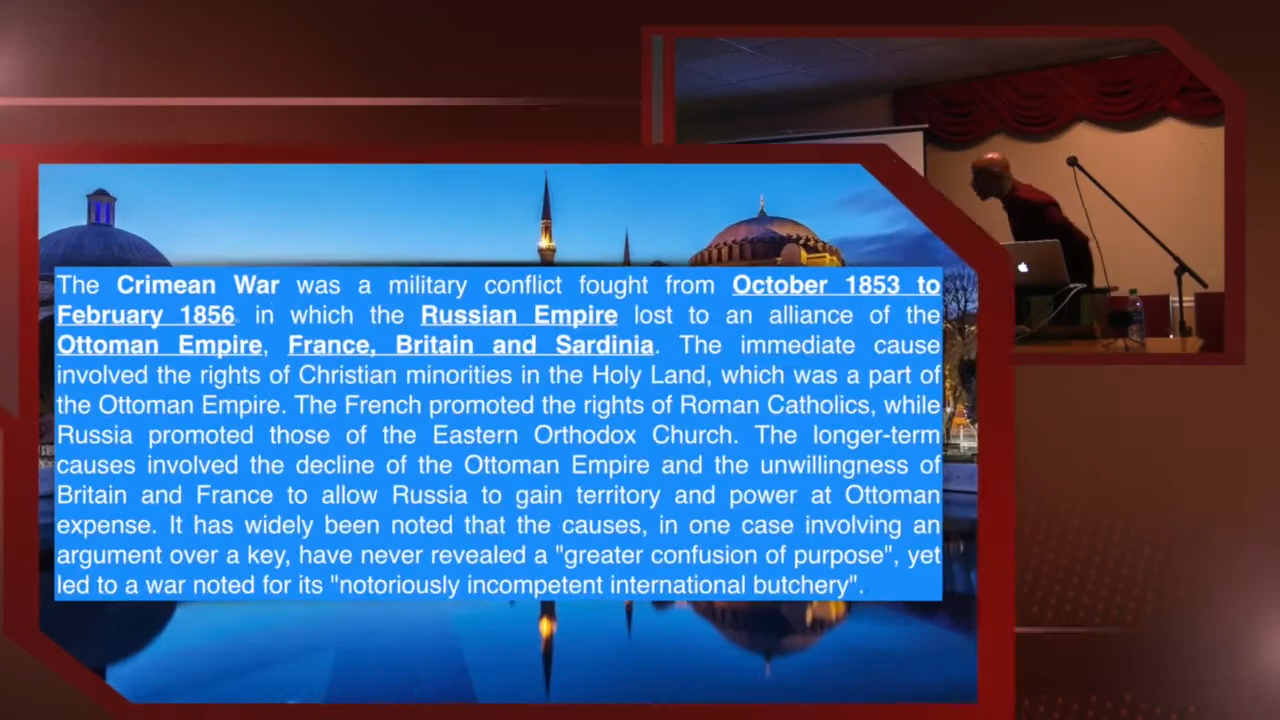 The Crimean War was a military conflict fought from October 1853 to
February 1856 in which the Russian Empire lost to an alliance of the
Ottoman Empire, France, Britain and Sardinia. The immediate cause
involved the rights of Christian minorities in the Holy Land, which was a part of
the Ottoman Empire. The French promoted the rights of Roman Catholics, while
Russia promoted those of the Eastern Orthodox Church. The longer-term
causes involved the decline of the Ottoman Empire and the unwillingness of
Britain and France to allow Russia to gain territory and power at Ottoman
expense. It has widely been noted that the causes, in one case involving an
argument over a key, have never revealed a "greater confusion of purpose", yet
led to a war noted for its "notoriously incompetent international butchery".